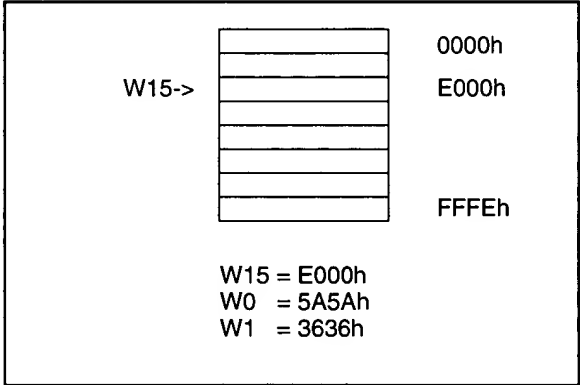 0000h
W15-> E000h
FFFEh
W15 = E000h
W0 = 5A5Ah
W1 = 3636h